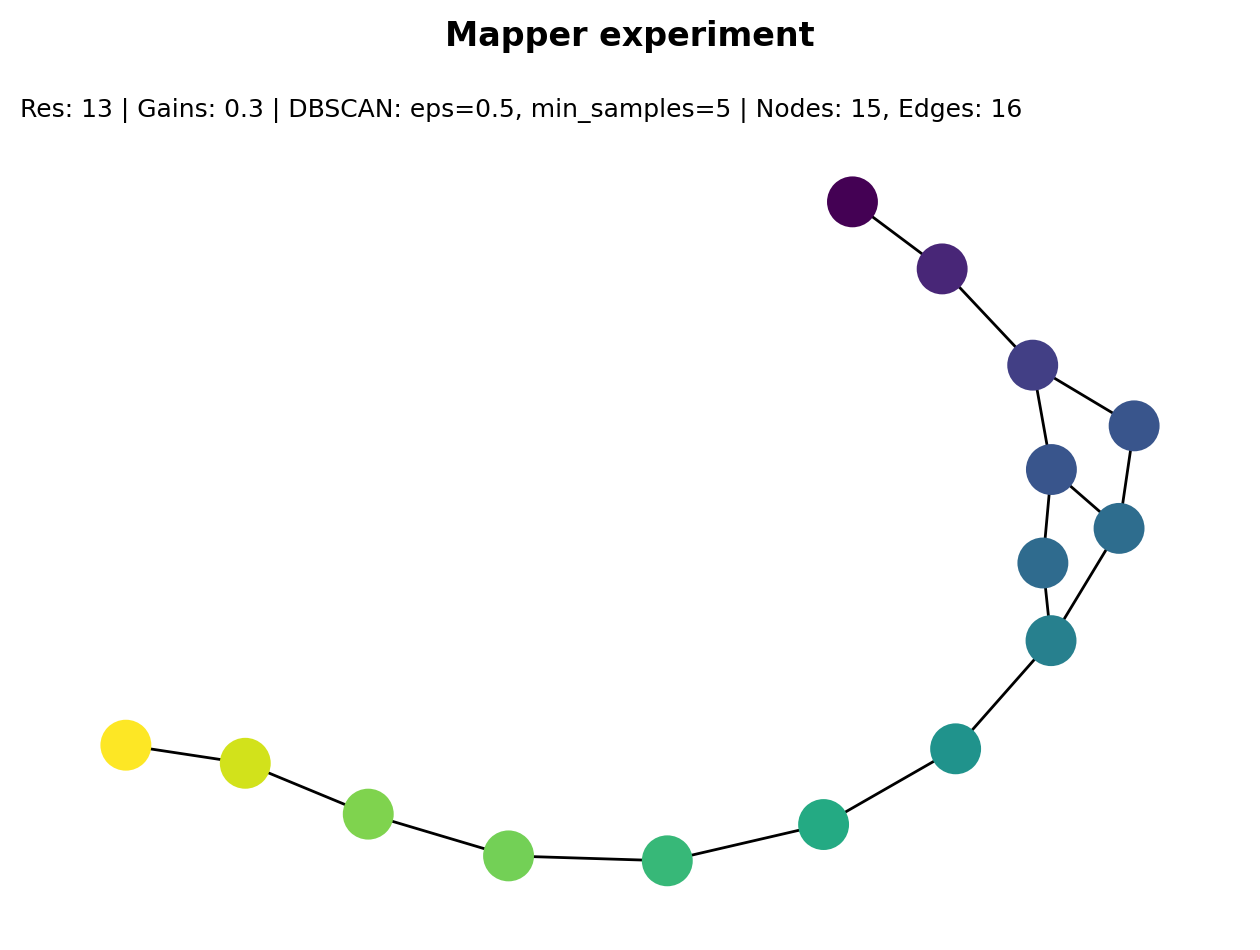 Mapper experiment
Res: 13 | Gains: 0.3 | DBSCAN: eps=0.5, min_samples=5 | Nodes: 15, Edges: 16